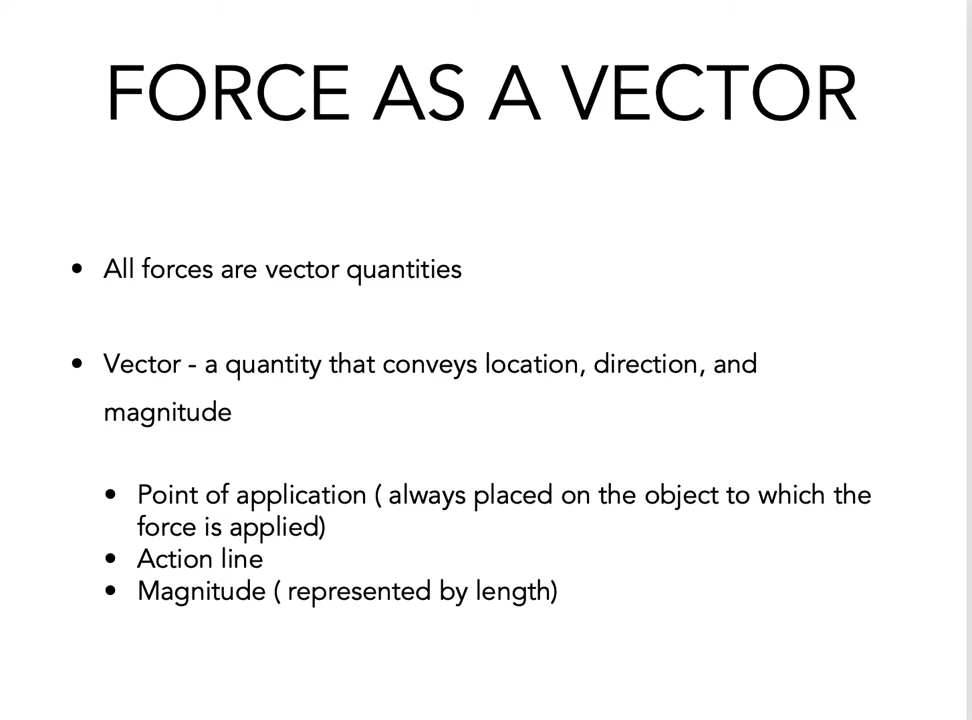 FORCE AS A VECTOR
• All forces are vector quantities
• Vector - a quantity that conveys location, direction, and
magnitude
• Point of application ( always placed on the object to which the
force is applied)
• Action line
• Magnitude ( represented by length)